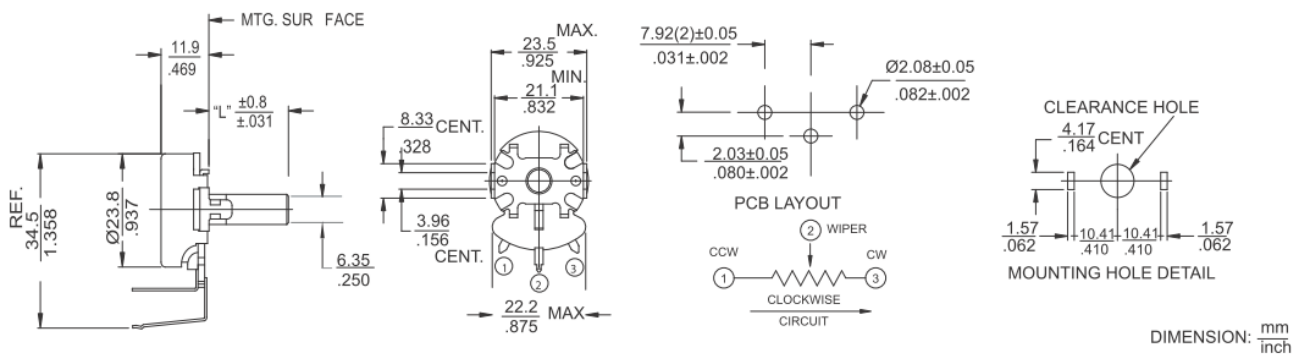 MTG. SUR FACE
11.9
.469
"L" ±0.8
±.031
REF.
34.5
1.358
Ø23.8
.937
6.35
.250
MAX.
23.5
.925
MIN.
21.1
.832
8.33 CENT.
.328
3.96
.156
CENT.
1
2
3
22.2 MAX
.875
7.92(2)±0.05
.031±.002
Ø2.08±0.05
.082±.002
2.03±0.05
.080±.002
PCB LAYOUT
2 WIPER
CCW
CW
1
3
CLOCKWISE
CIRCUIT
CLEARANCE HOLE
4.17 CENT
.164
1.57
.062
10.41
.410
10.41
.410
1.57
.062
MOUNTING HOLE DETAIL
DIMENSION: mm
inch